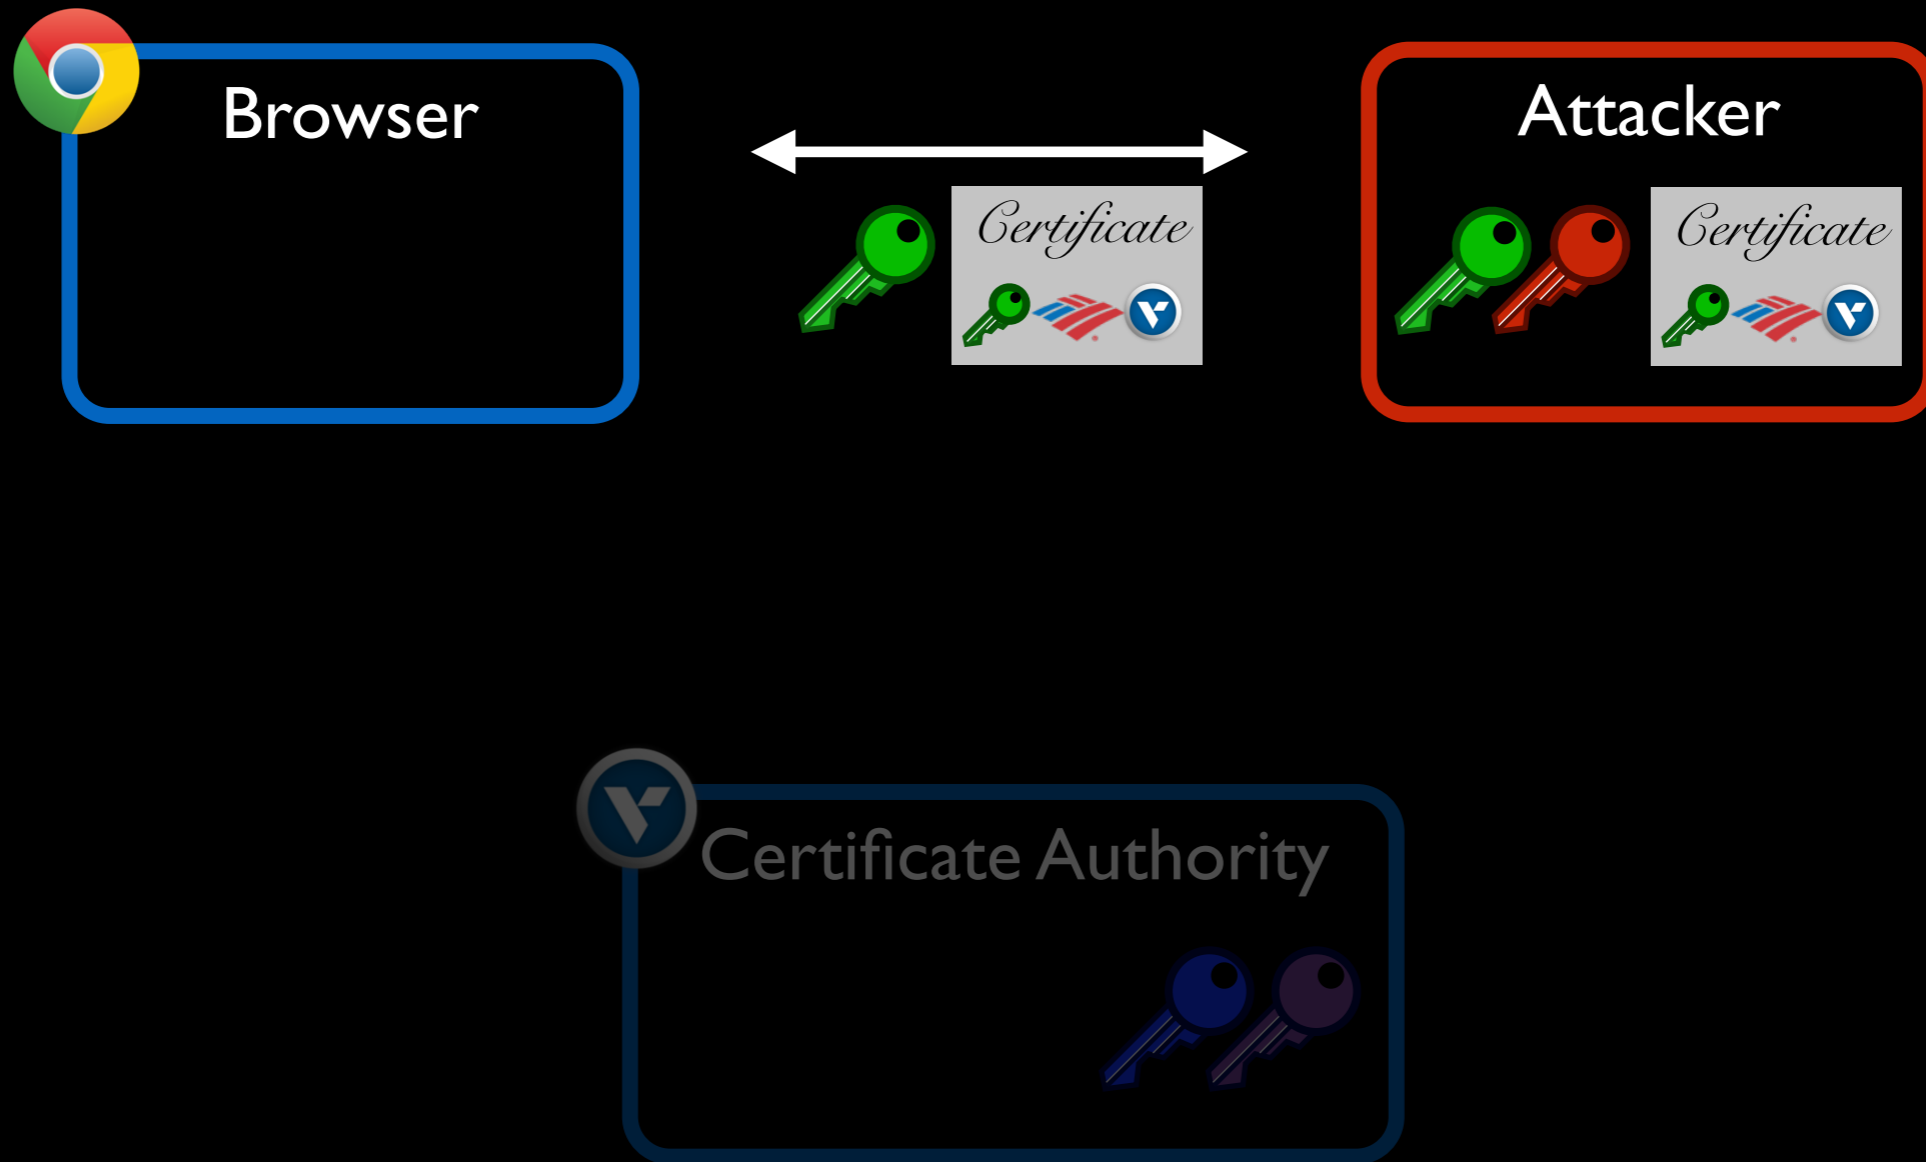 Browser
Attacker
Certificate
Certificate
Certificate Authority